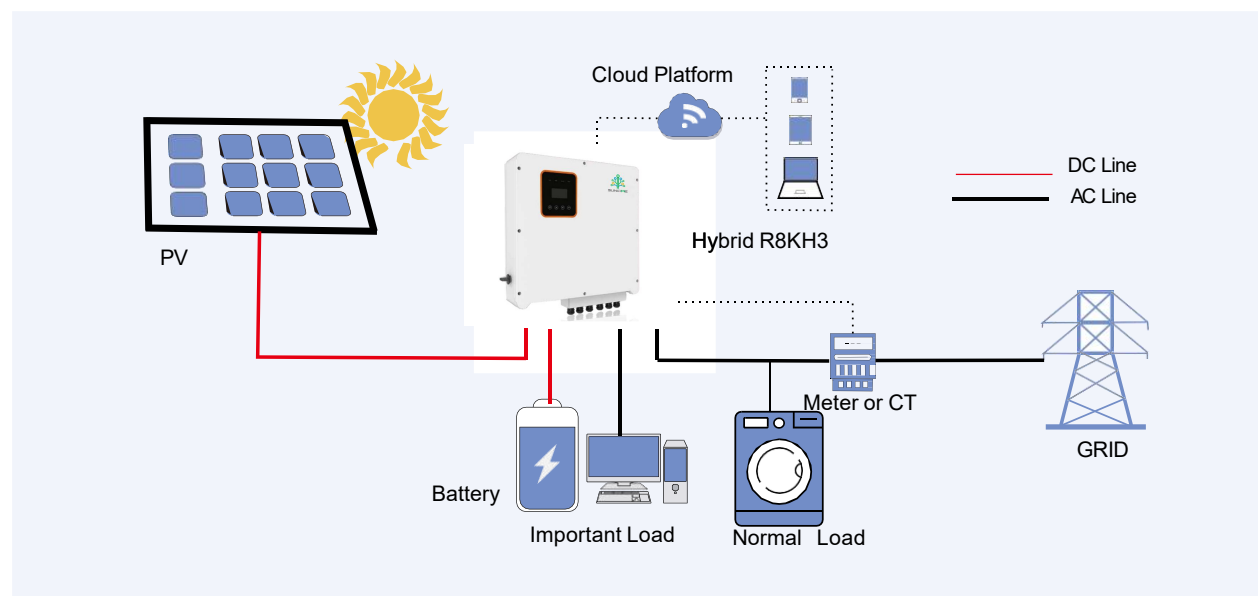 Cloud Platform
DC Line
AC Line
Hybrid R8KH3
PV
Meter or CT
GRID
Battery
Important Load
Normal Load